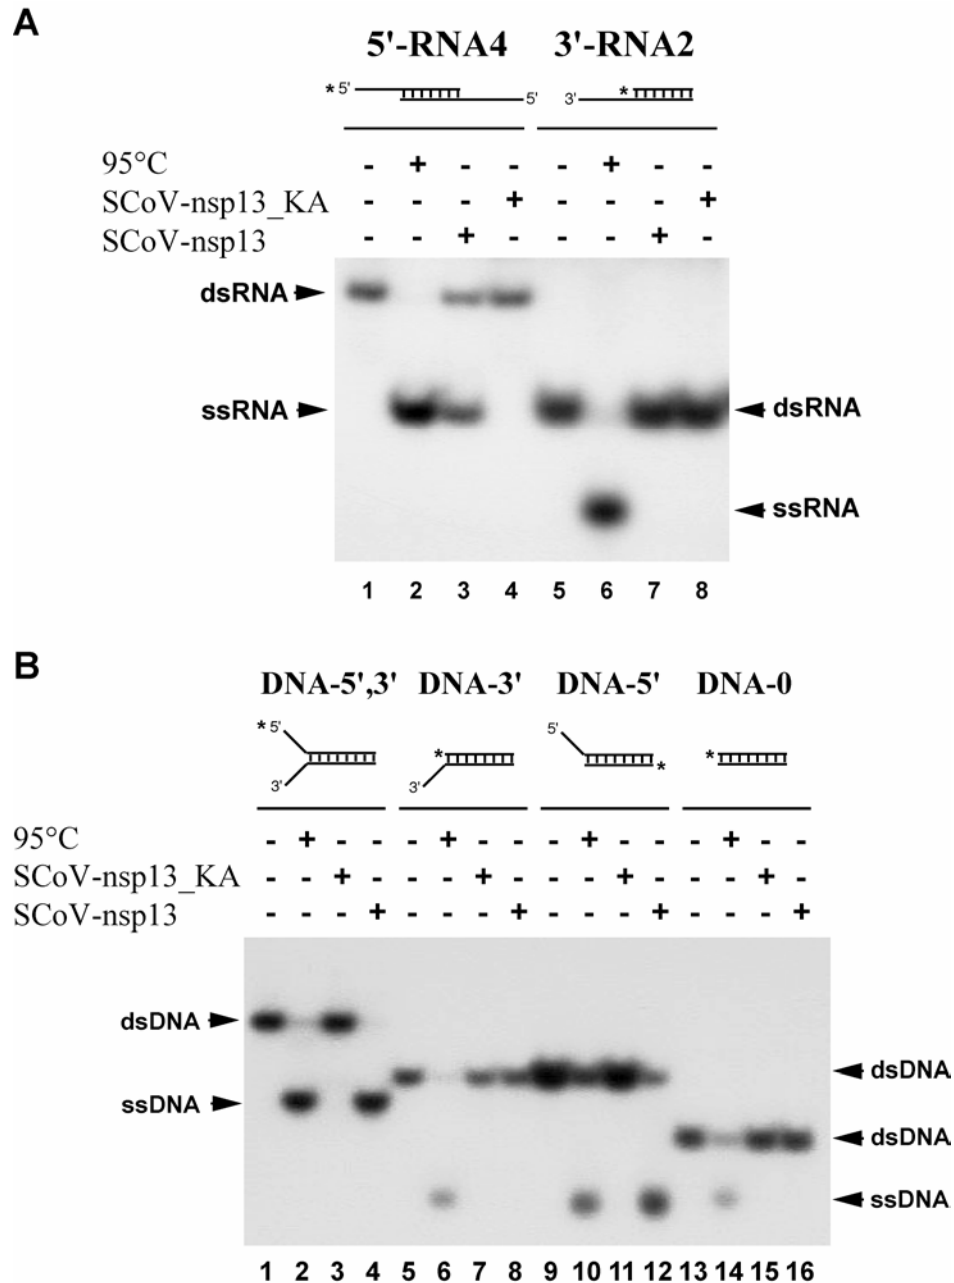 A
5'-RNA4 3'-RNA2
* 5' 5' 3' *
95°C - + - - - + - -
SCoV-nsp13_KA - - - + - - - +
SCoV-nsp13 - - + - - - + -
dsRNA
ssRNA dsRNA
ssRNA
1 2 3 4 5 6 7 8
B
DNA-5',3' DNA-3' DNA-5' DNA-0
* 5' 5'
* * *
3' 3'
95°C - + - - - + - - - + - - - + - -
SCoV-nsp13_KA - - + - - - + - - - + - - - + -
SCoV-nsp13 - - - + - - - + - - - + - - - +
dsDNA
dsDNA
ssDNA
dsDNA
ssDNA
1 2 3 4 5 6 7 8 9 10 11 12 13 14 15 16